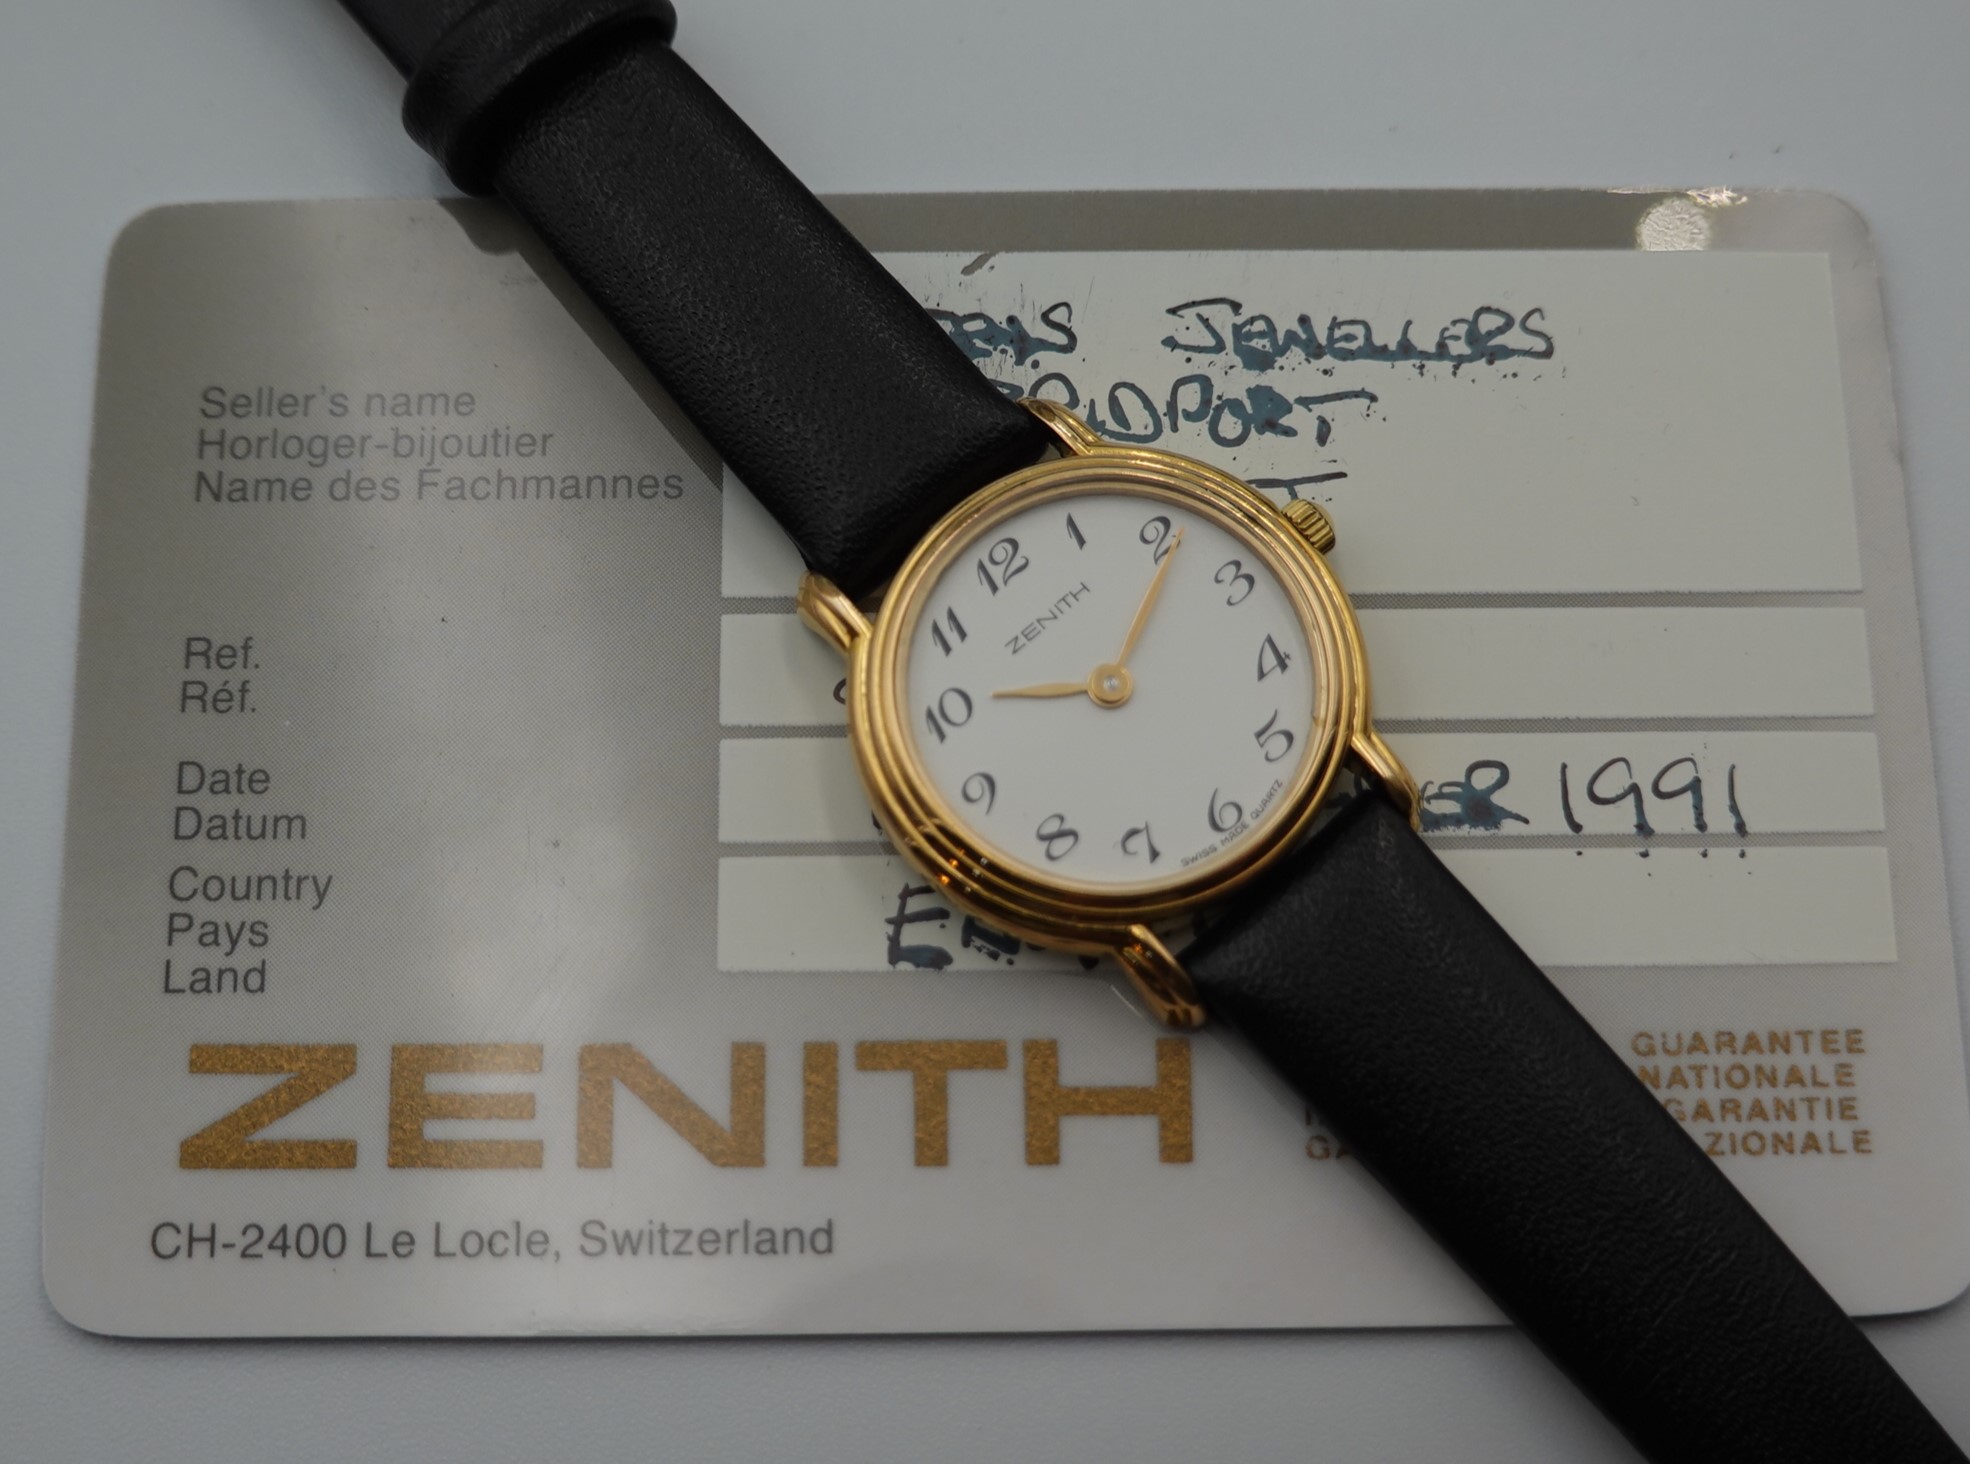 JEWELLERS
Seller's name
Horloger-bijoutier
Name des Fachmannes
Ref.
Réf.
Date
Datum
1991
Country
Pays
Land
ZENITH
CH-2400 Le Locle, Switzerland
GUARANTEE
NATIONALE
GARANTIE
ZIONALE
12 1 2 3 4 5 6 7 8 9 10 11
ZENITH
SWISS MADE QUARTZ